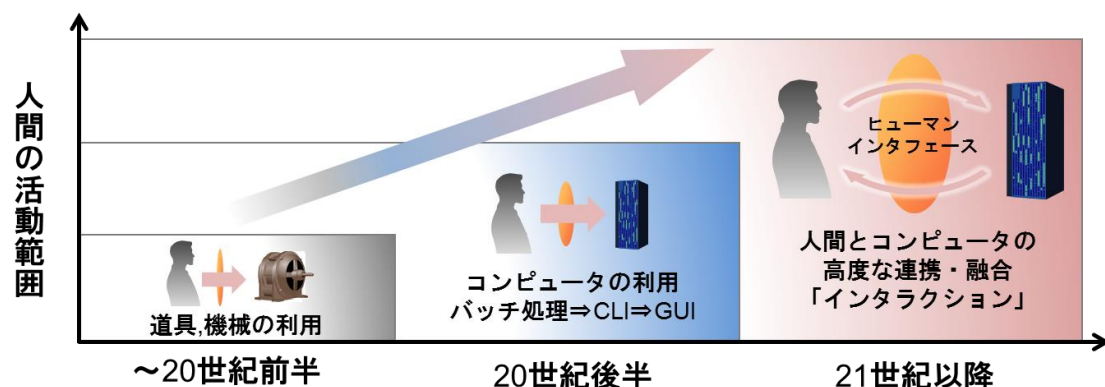 人間の活動範囲
ヒューマン
インタフェース
人間とコンピュータの
高度な連携・融合
「インタラクション」
コンピュータの利用
バッチ処理⇒CLI⇒GUI
道具,機械の利用
～20世紀前半
20世紀後半
21世紀以降